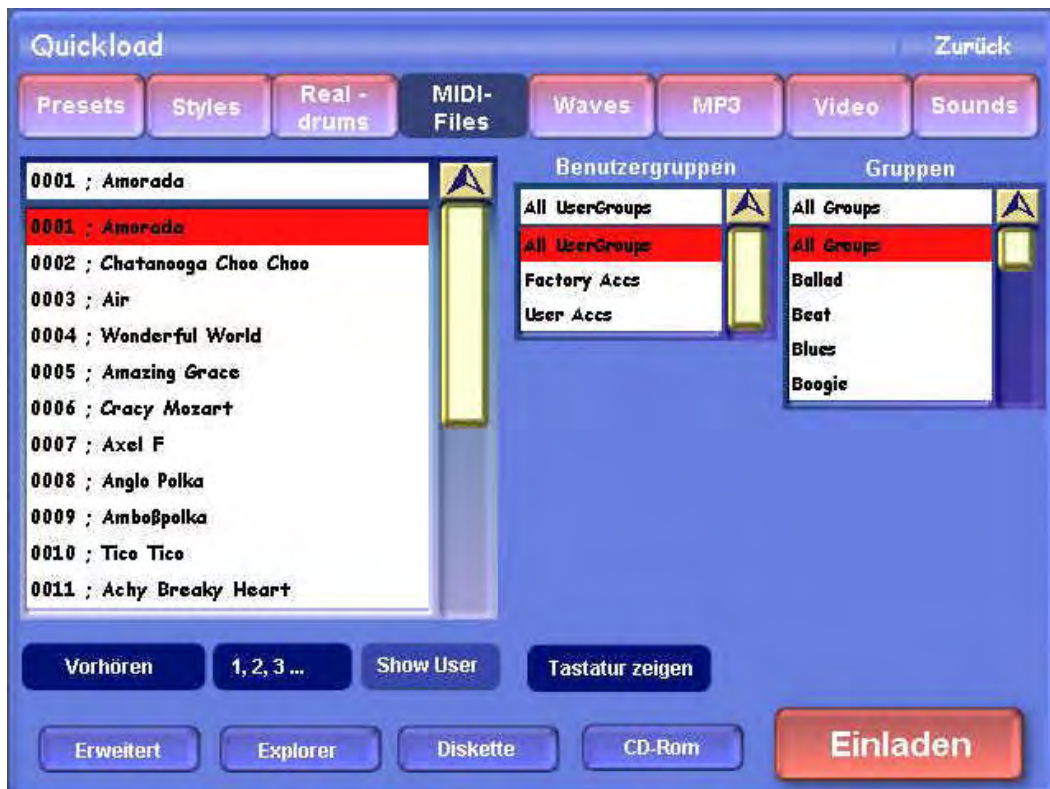 Quickload
Zurück
Presets
Styles
Real -
drums
MIDI-
Files
Waves
MP3
Video
Sounds
0001 ; Amorada
0001 ; Amorada
0002 ; Chatanooga Choo Choo
0003 ; Air
0004 ; Wonderful World
0005 ; Amazing Grace
0006 ; Cracy Mozart
0007 ; Axel F
0008 ; Anglo Polka
0009 ; Amboßpolka
0010 ; Tico Tico
0011 ; Achy Breaky Heart
Benutzergruppen
All UserGroups
All UserGroups
Factory Accs
User Accs
Gruppen
All Groups
All Groups
Ballad
Beat
Blues
Boogie
Vorhören
1, 2, 3 ...
Show User
Tastatur zeigen
Erweitert
Explorer
Diskette
CD-Rom
Einladen